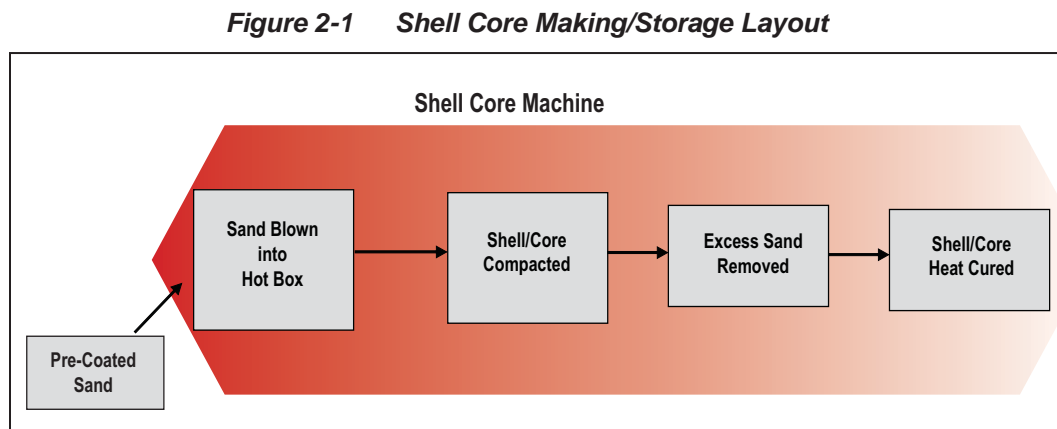 Figure 2-1 Shell Core Making/Storage Layout
Shell Core Machine
Pre-Coated
Sand
Sand Blown
into
Hot Box
Shell/Core
Compacted
Excess Sand
Removed
Shell/Core
Heat Cured